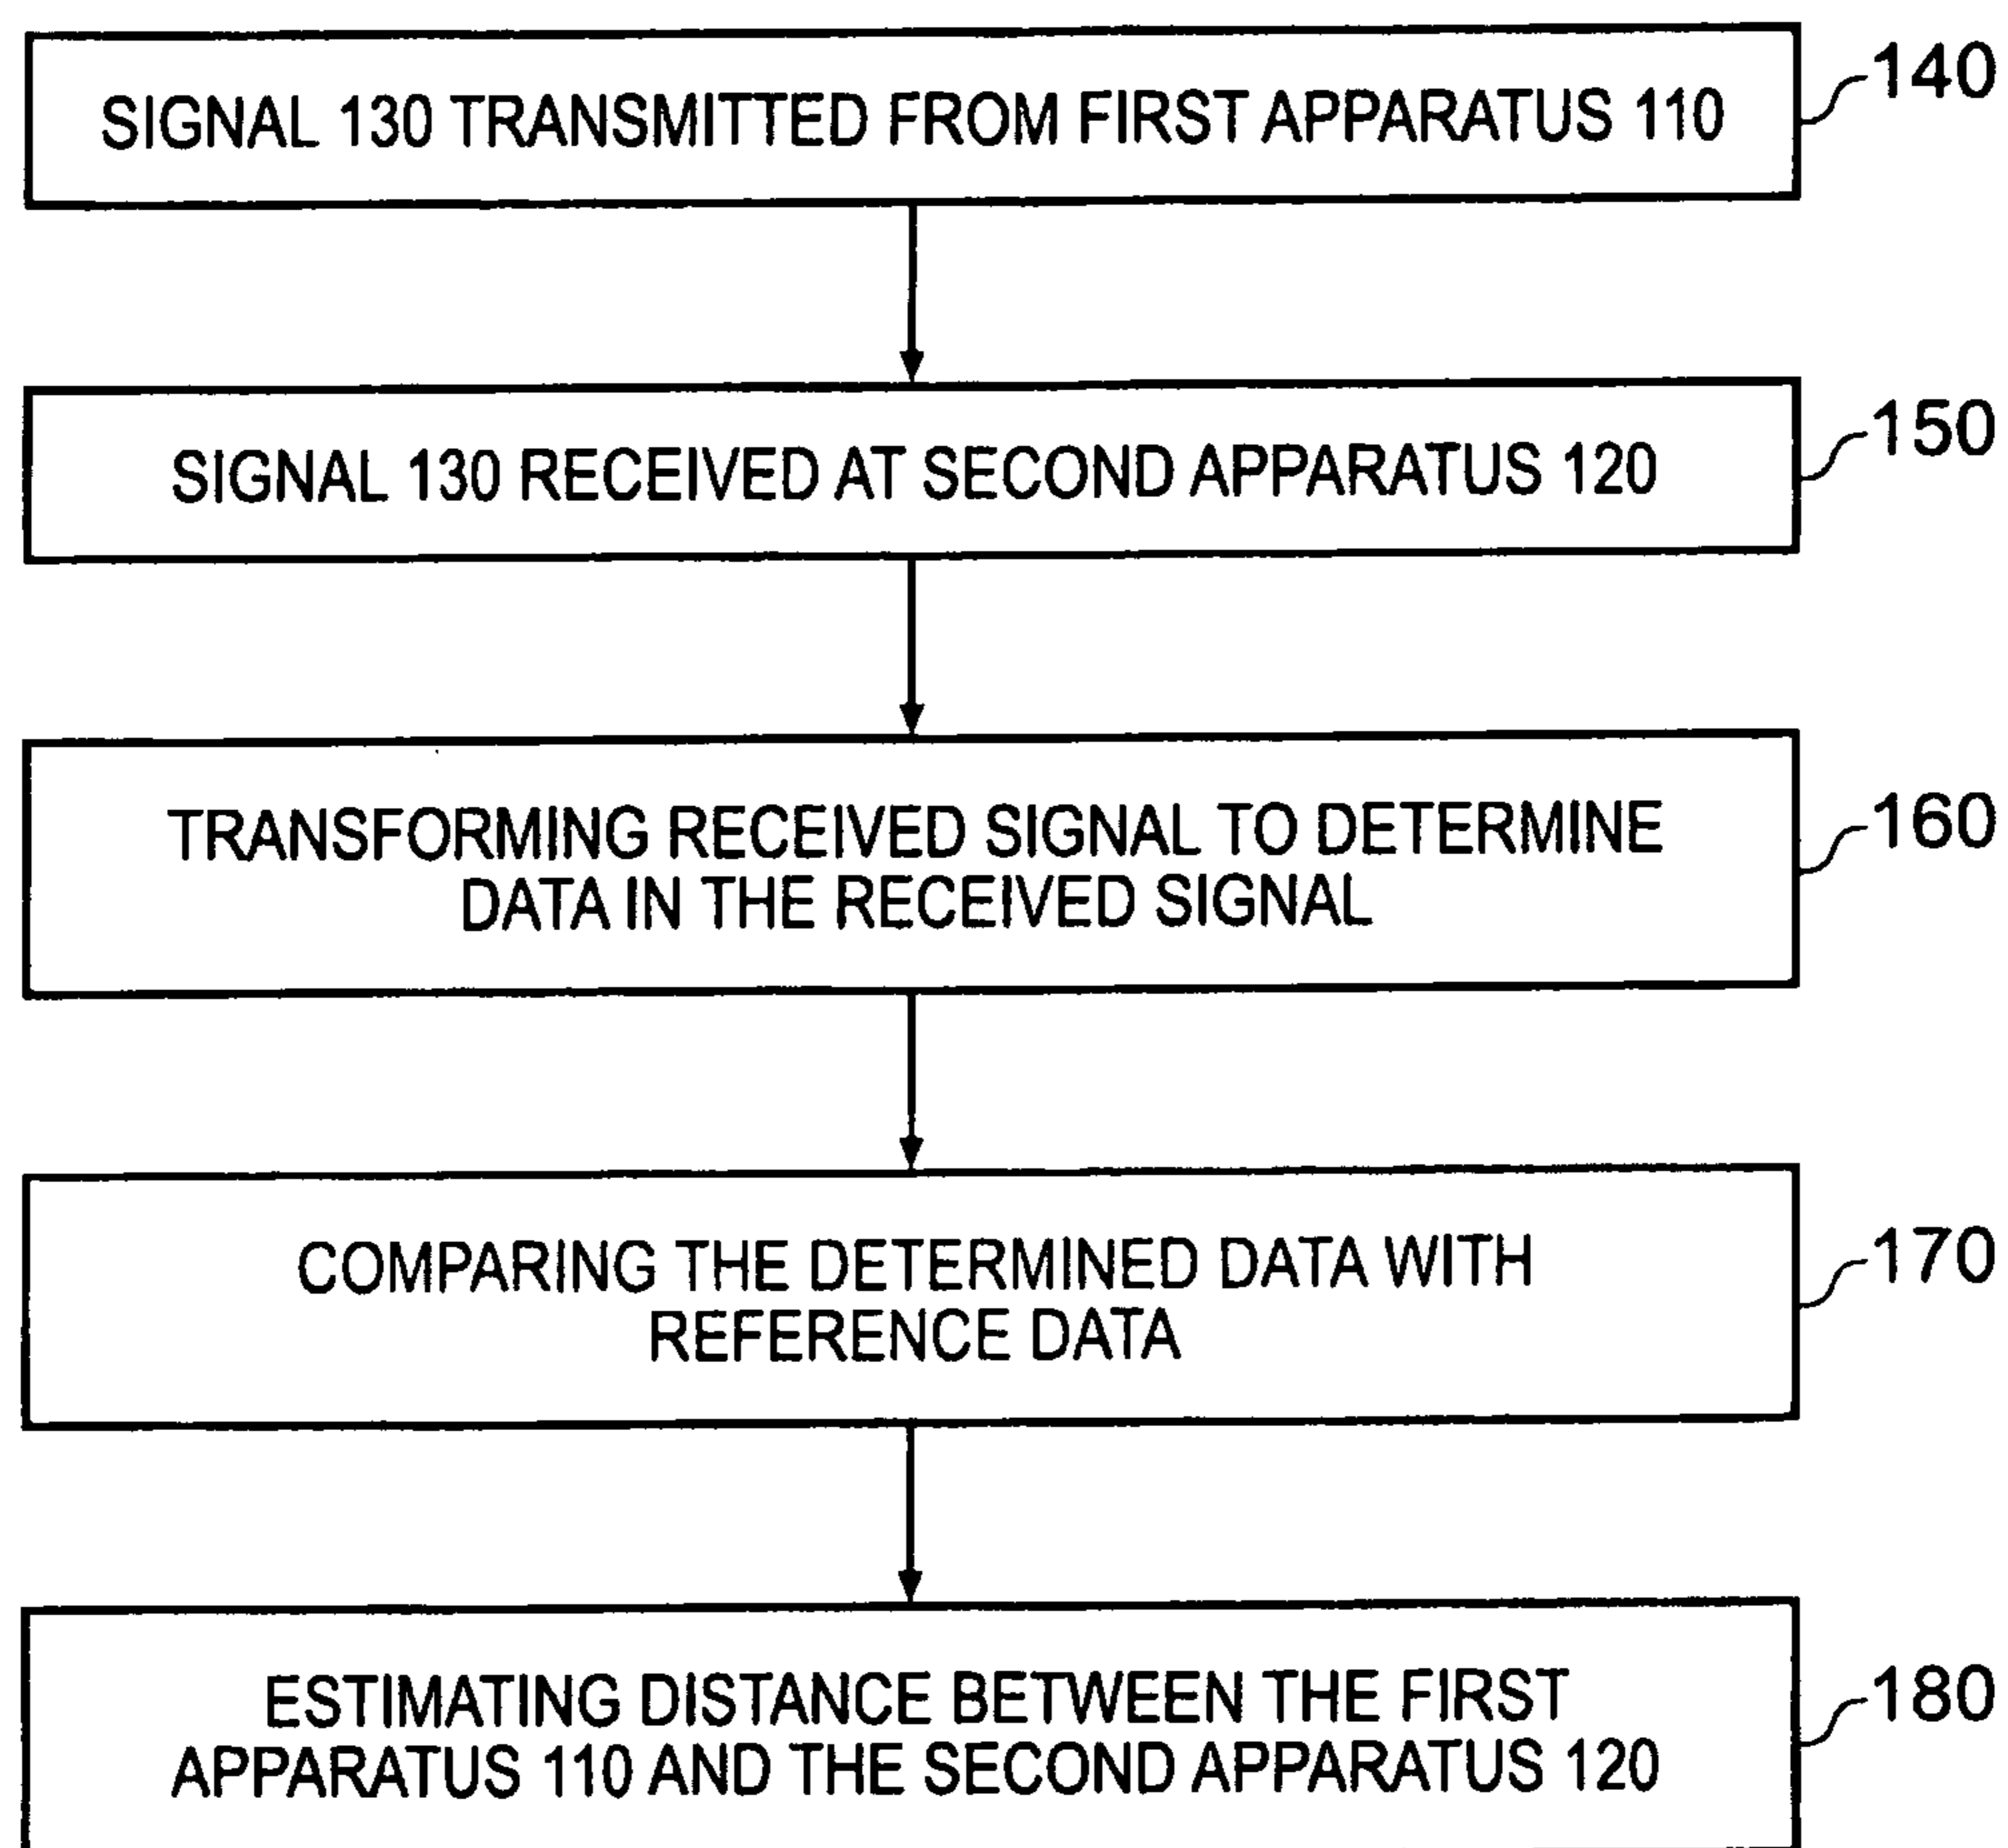 SIGNAL 130 TRANSMITTED FROM FIRST APPARATUS 110
140
SIGNAL 130 RECEIVED AT SECOND APPARATUS 120
150
TRANSFORMING RECEIVED SIGNAL TO DETERMINE
DATA IN THE RECEIVED SIGNAL
160
COMPARING THE DETERMINED DATA WITH
REFERENCE DATA
170
ESTIMATING DISTANCE BETWEEN THE FIRST
APPARATUS 110 AND THE SECOND APPARATUS 120
180